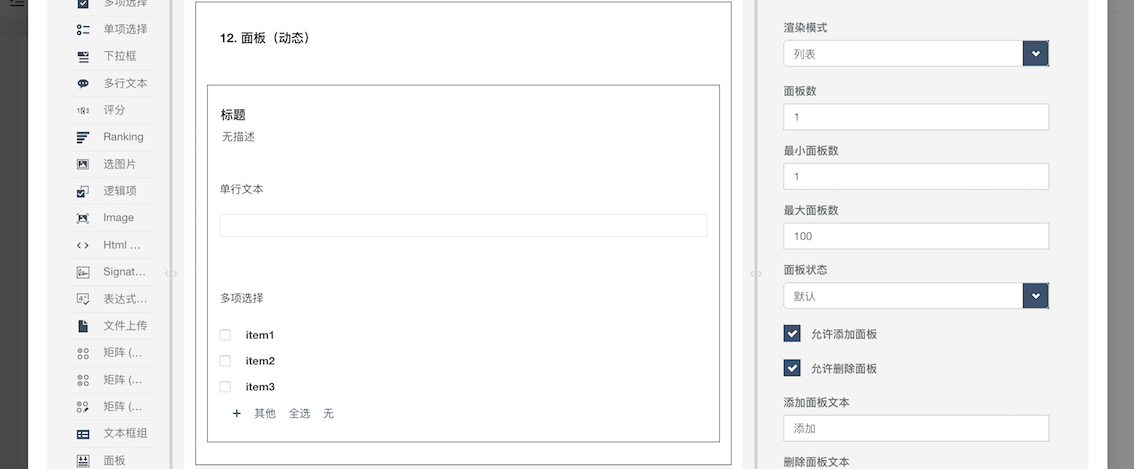 多项选择
单项选择
下拉框
多行文本
评分
Ranking
选图片
逻辑项
Image
Html ...
Signat...
表达式...
文件上传
矩阵 (...
矩阵 (...
矩阵 (...
文本框组
面板
12. 面板（动态）
标题
无描述
单行文本
多项选择
item1
item2
item3
+ 其他 全选 无
渲染模式
列表
面板数
1
最小面板数
1
最大面板数
100
面板状态
默认
允许添加面板
允许删除面板
添加面板文本
添加
删除面板文本